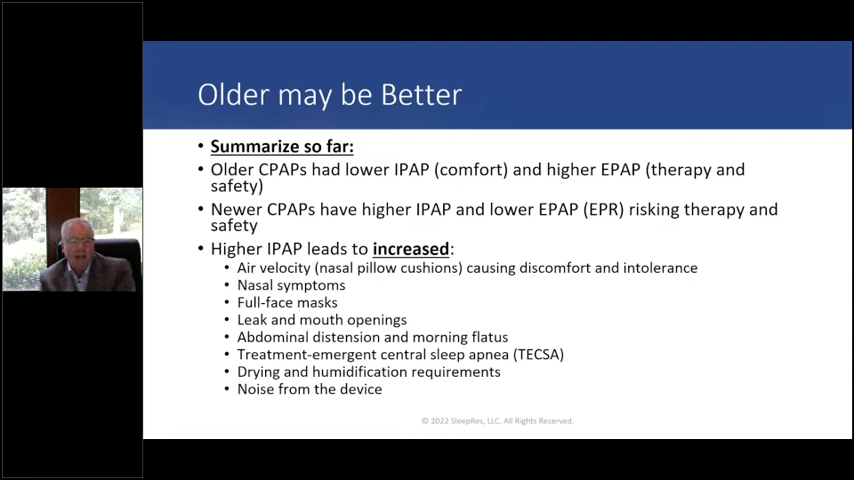 Older may be Better
• Summarize so far:
• Older CPAPs had lower IPAP (comfort) and higher EPAP (therapy and
safety)
• Newer CPAPs have higher IPAP and lower EPAP (EPR) risking therapy and
safety
• Higher IPAP leads to increased:
• Air velocity (nasal pillow cushions) causing discomfort and intolerance
• Nasal symptoms
• Full-face masks
• Leak and mouth openings
• Abdominal distension and morning flatus
• Treatment-emergent central sleep apnea (TECSA)
• Drying and humidification requirements
• Noise from the device
© 2022 SleepRes, LLC. All Rights Reserved.